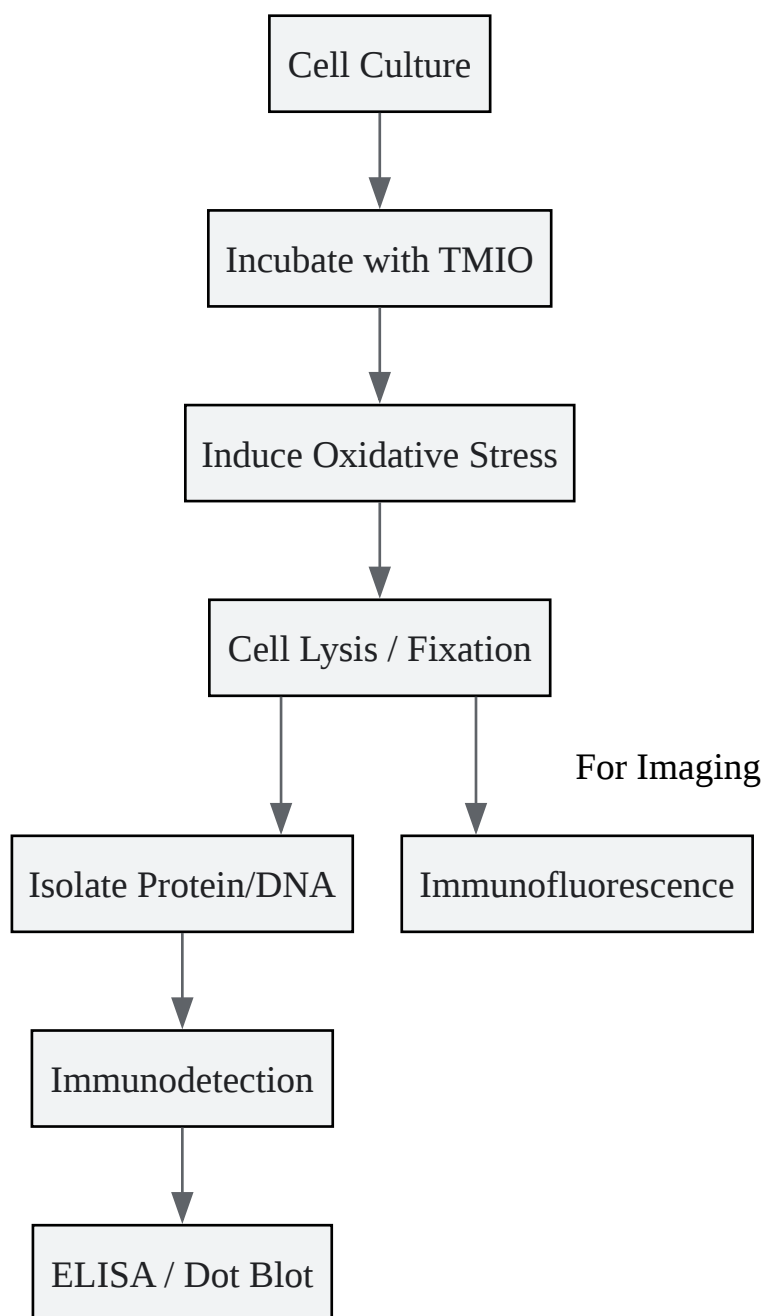 Cell Culture
Incubate with TMIO
Induce Oxidative Stress
Cell Lysis / Fixation
For Imaging
Isolate Protein/DNA
Immunofluorescence
Immunodetection
ELISA / Dot Blot